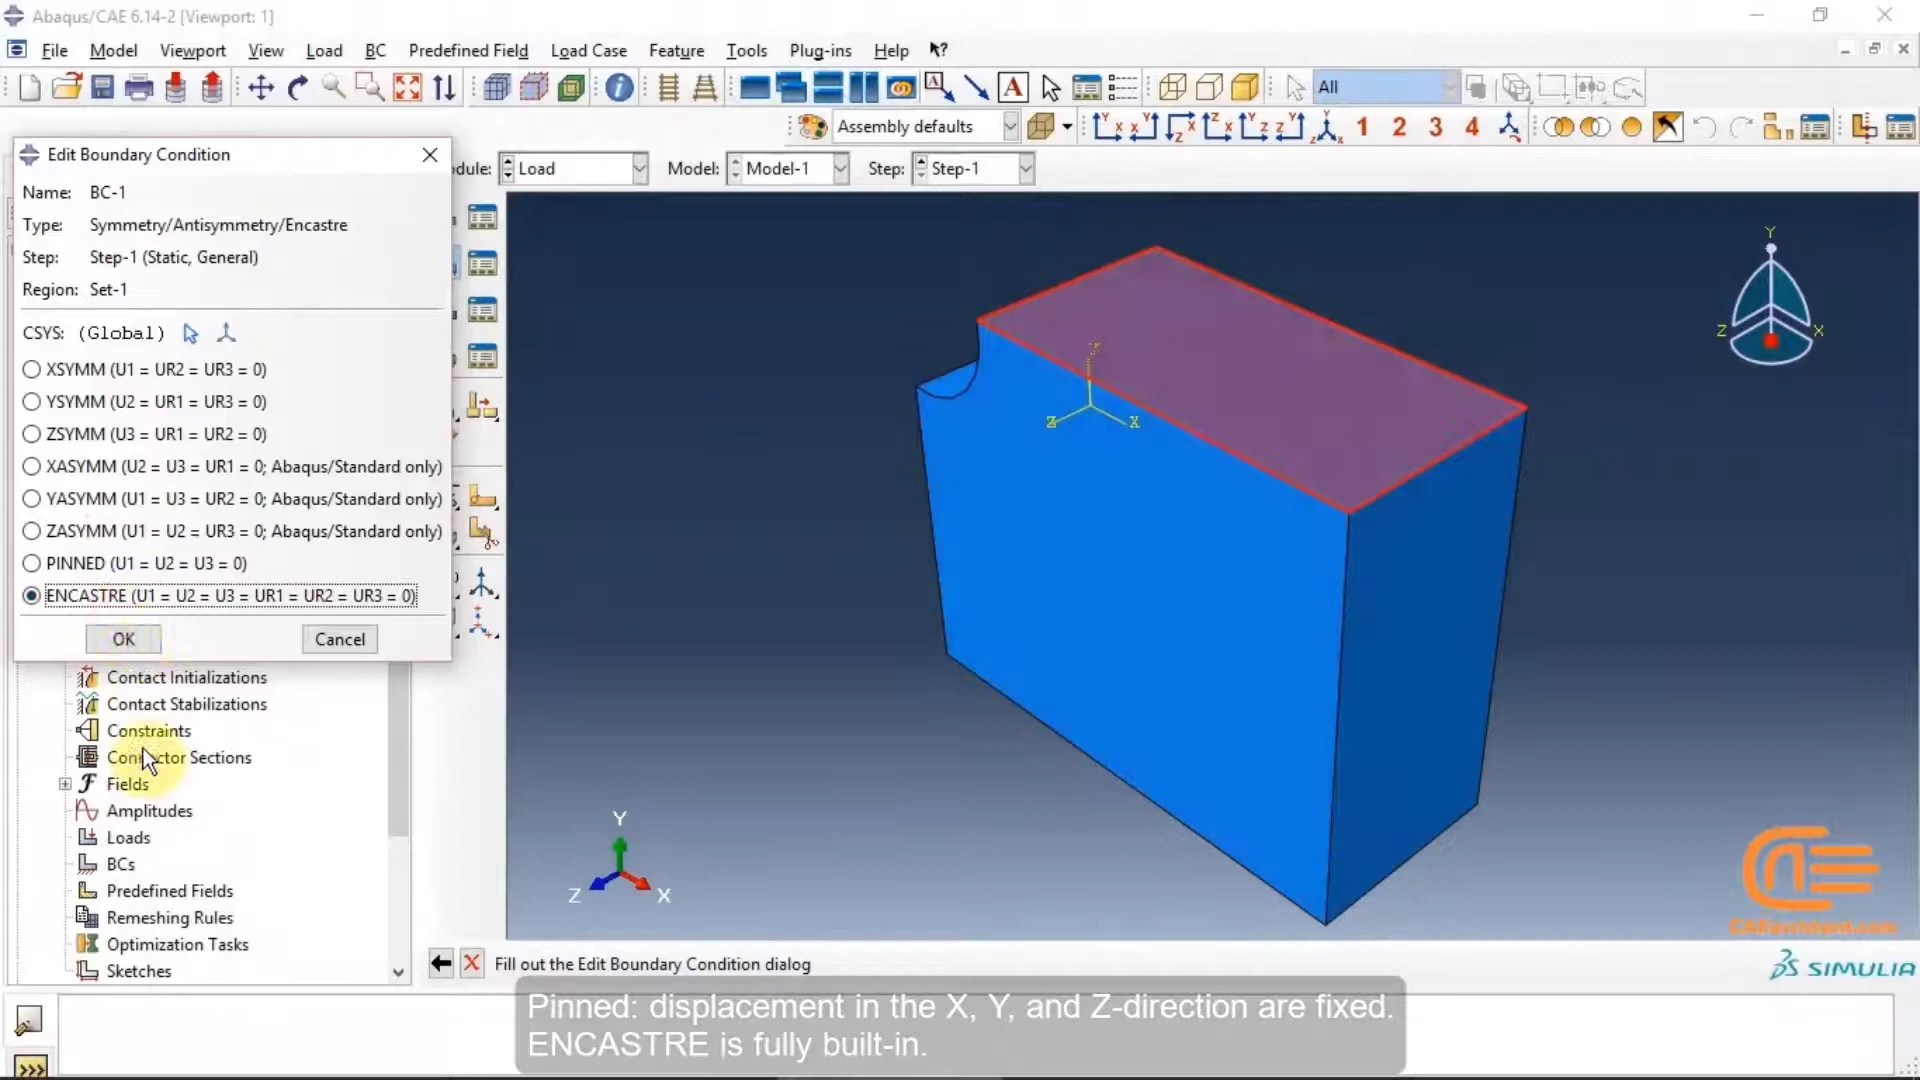 Abaqus/CAE 6.14-2 [Viewport: 1]
File Model Viewport View Load BC Predefined Field Load Case Feature Tools Plug-ins Help
All
Assembly defaults
1 2 3 4
Edit Boundary Condition
dule: Load Model: Model-1 Step: Step-1
Name: BC-1
Type: Symmetry/Antisymmetry/Encastre
Step: Step-1 (Static, General)
Region: Set-1
CSYS: (Global)
XSYMM (U1 = UR2 = UR3 = 0)
YSYMM (U2 = UR1 = UR3 = 0)
ZSYMM (U3 = UR1 = UR2 = 0)
XASYMM (U2 = U3 = UR1 = 0; Abaqus/Standard only)
YASYMM (U1 = U3 = UR2 = 0; Abaqus/Standard only)
ZASYMM (U1 = U2 = UR3 = 0; Abaqus/Standard only)
PINNED (U1 = U2 = U3 = 0)
ENCASTRE (U1 = U2 = U3 = UR1 = UR2 = UR3 = 0)
OK Cancel
Contact Initializations
Contact Stabilizations
Constraints
Connector Sections
Fields
Amplitudes
Loads
BCs
Predefined Fields
Remeshing Rules
Optimization Tasks
Sketches
Y
Z X
Y
Z X
Y
Z X
CAE
SIMULIA
Fill out the Edit Boundary Condition dialog
Pinned: displacement in the X, Y, and Z-direction are fixed.
ENCASTRE is fully built-in.
>>>